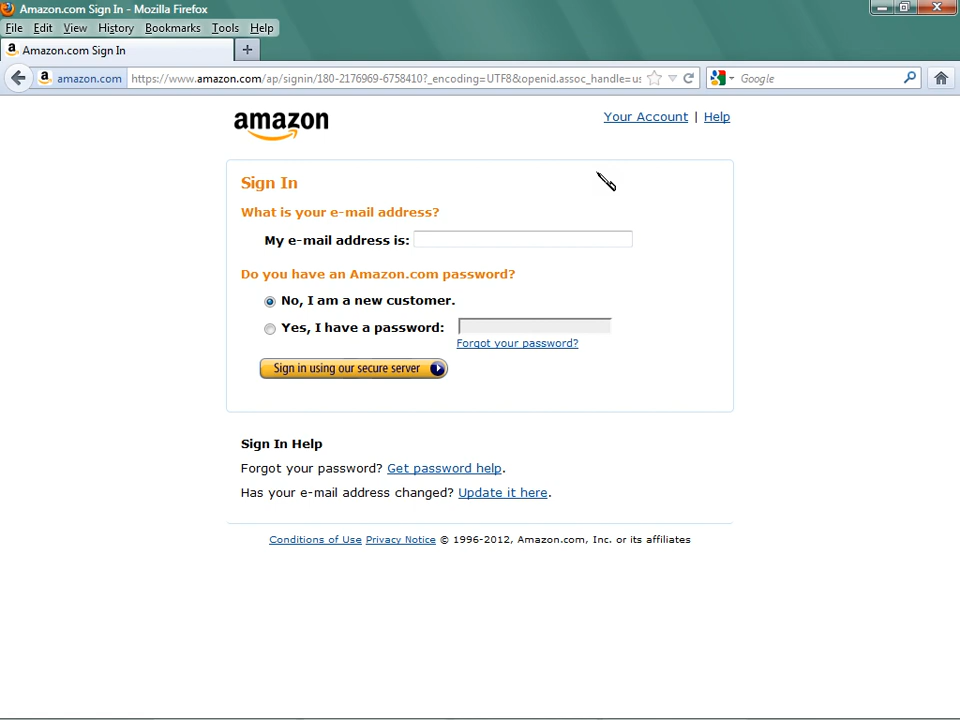 Amazon.com Sign In - Mozilla Firefox
File Edit View History Bookmarks Tools Help
Amazon.com Sign In
amazon.com https://www.amazon.com/ap/signin/180-2176969-6758410?_encoding=UTF8&openid.assoc_handle=us Google
amazon
Your Account | Help
Sign In
What is your e-mail address?
My e-mail address is:
Do you have an Amazon.com password?
No, I am a new customer.
Yes, I have a password:
Forgot your password?
Sign in using our secure server
Sign In Help
Forgot your password? Get password help.
Has your e-mail address changed? Update it here.
Conditions of Use Privacy Notice © 1996-2012, Amazon.com, Inc. or its affiliates